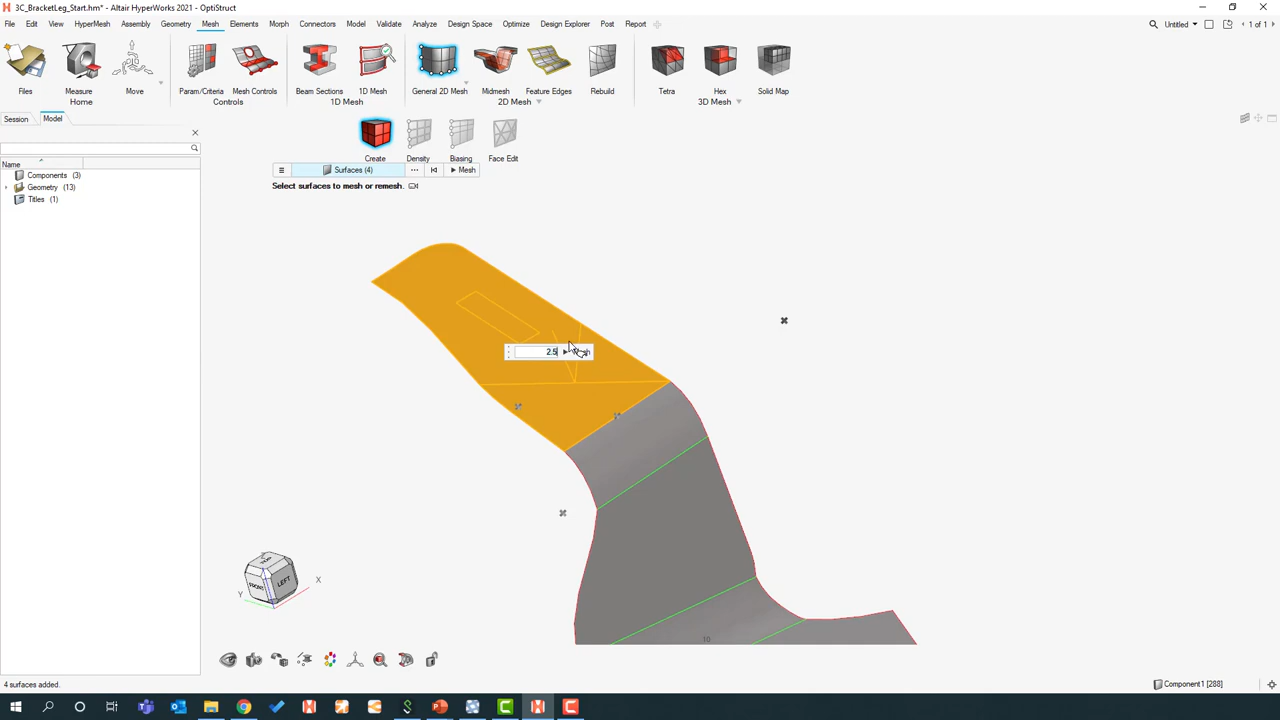 3C_BracketLeg_Start.hm* - Altair HyperWorks 2021 - OptiStruct
File Edit View HyperMesh Assembly Geometry Mesh Elements Morph Connectors Model Analyze Design Space Optimize Design Explorer Post Report Untitled 1 of 1
Files Measure Move Param/Criteria Mesh Controls Beam Sections 1D Mesh General 2D Mesh Midmesh Feature Edges Rebuild Tetra Hex Solid Map
Home Controls 1D Mesh 2D Mesh 3D Mesh
Session Model
Create Density Biasing Face Edit
Surfaces (4) Mesh
Select surfaces to mesh or remesh.
Name
Components (3)
Geometry (13)
Titles (1)
2.5
10
TOP
FRONT LEFT
X
Y
4 surfaces added.
Component1 [288]